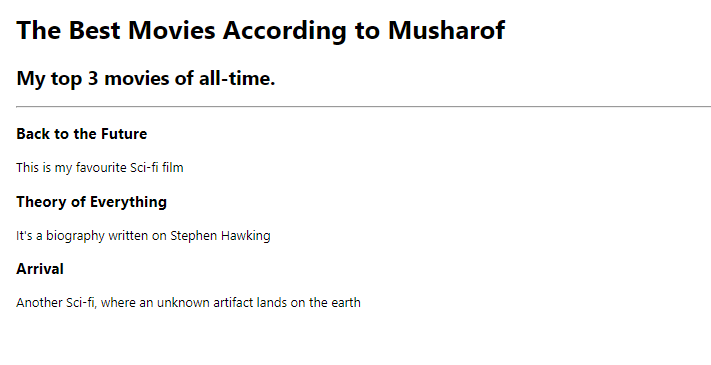 The Best Movies According to Musharof
My top 3 movies of all-time.
Back to the Future
This is my favourite Sci-fi film
Theory of Everything
It's a biography written on Stephen Hawking
Arrival
Another Sci-fi, where an unknown artifact lands on the earth